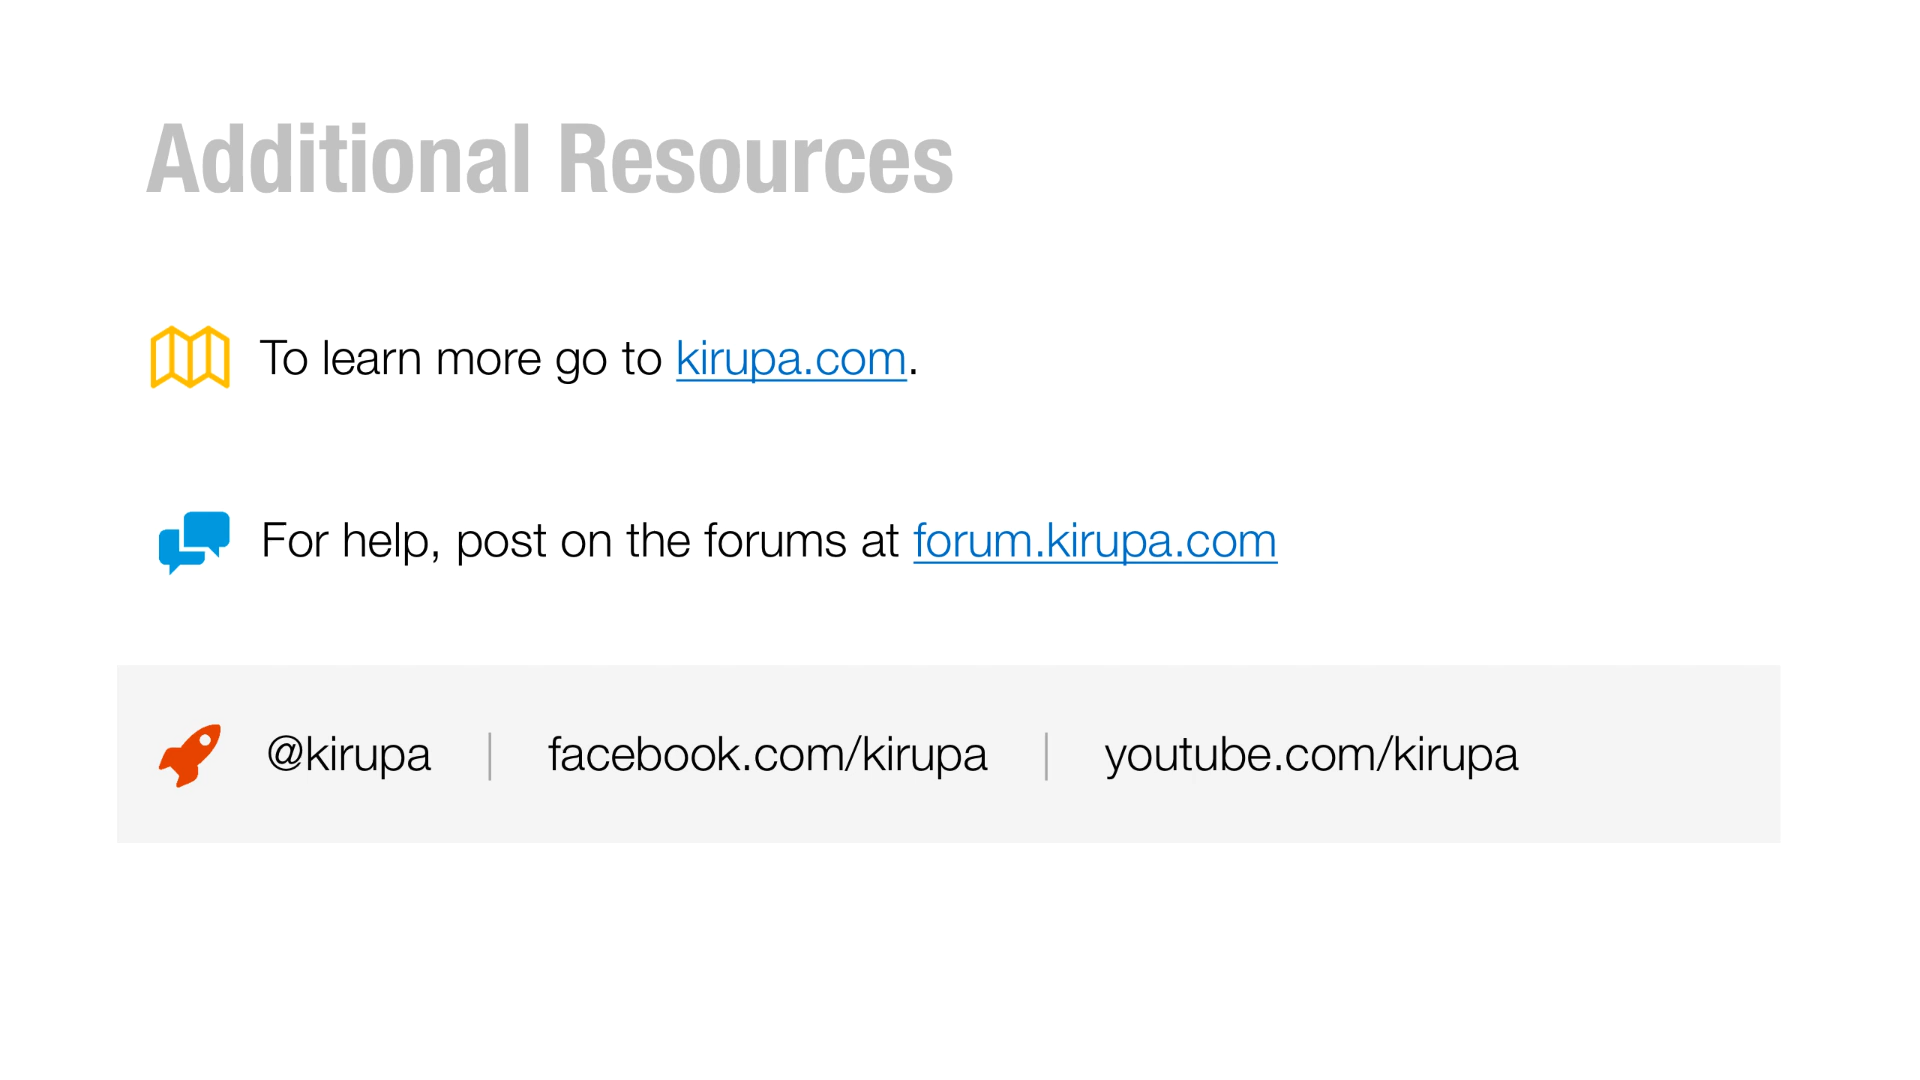 Additional Resources
To learn more go to kirupa.com.
For help, post on the forums at forum.kirupa.com
@kirupa | facebook.com/kirupa | youtube.com/kirupa